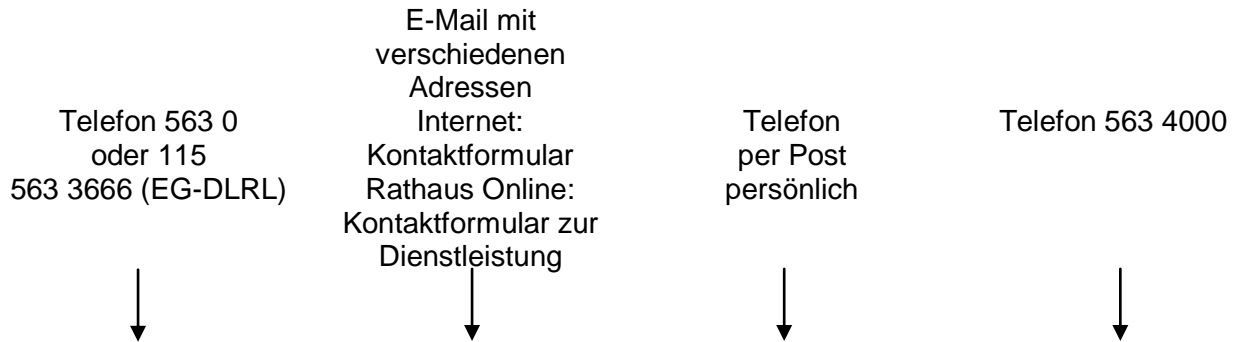 Telefon 563 0
oder 115
563 3666 (EG-DLRL)
E-Mail mit
verschiedenen
Adressen
Internet:
Kontaktformular
Rathaus Online:
Kontaktformular zur
Dienstleistung
Telefon
per Post
persönlich
Telefon 563 4000